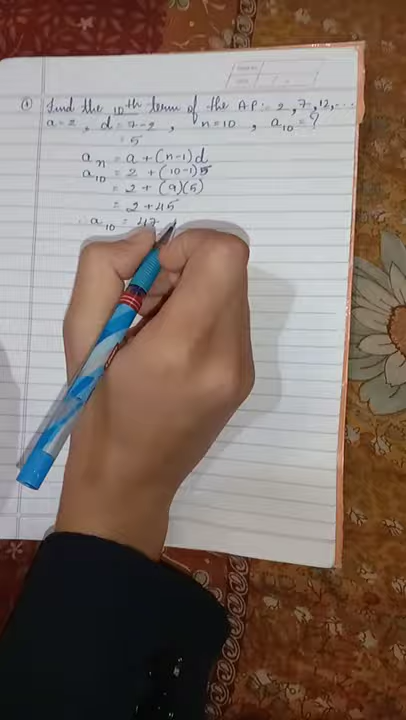 ① Find the 10th term of the AP : 2, 7, 12, ...
a = 2, d = 7-2, n = 10, a₁₀ = ?
= 5
aₙ = a + (n-1)d
a₁₀ = 2 + (10-1)5
= 2 + (9)(5)
= 2 + 45
∴ a₁₀ = 47